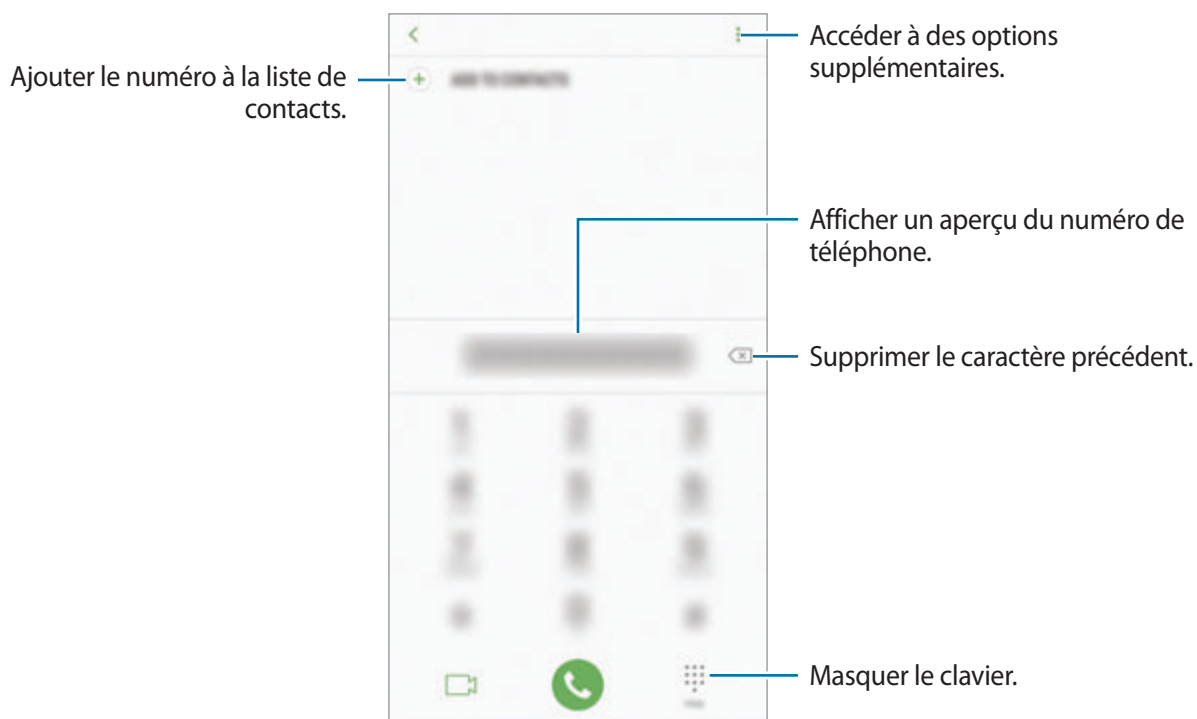 Accéder à des options
supplémentaires.
Ajouter le numéro à la liste de
contacts.
ADD TO CONTACTS
Afficher un aperçu du numéro de
téléphone.
Supprimer le caractère précédent.
Masquer le clavier.